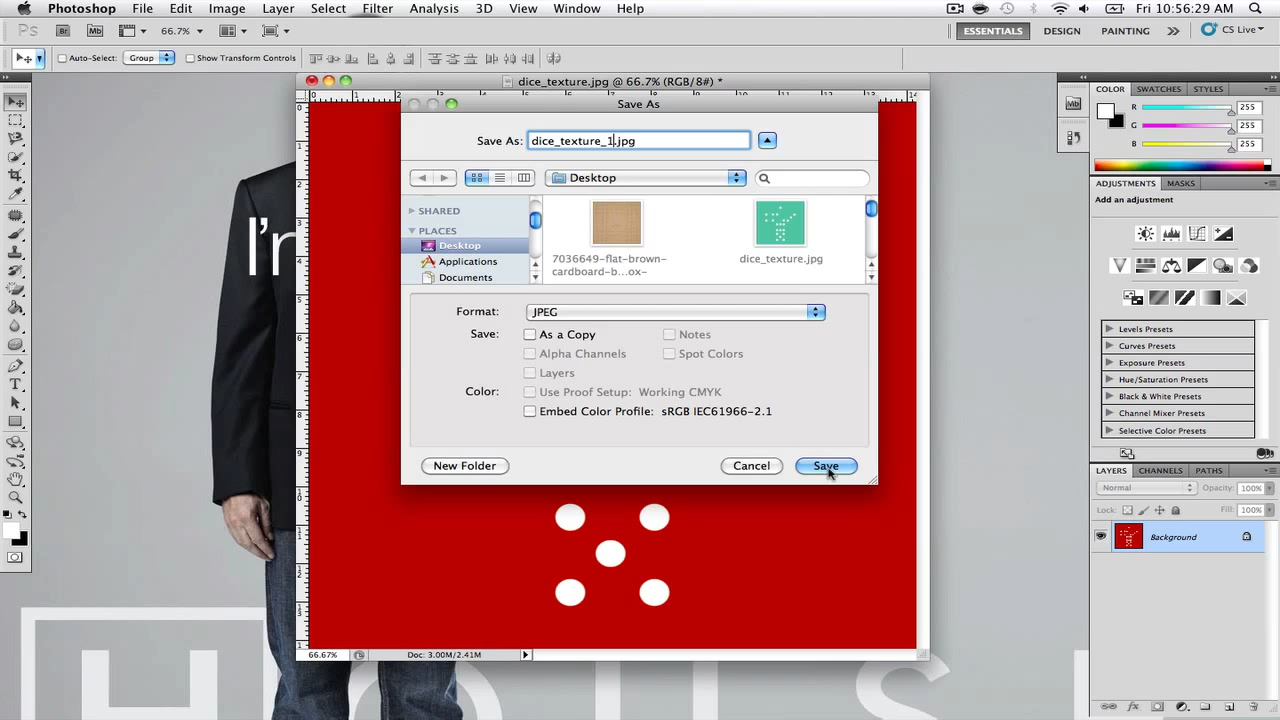 Photoshop File Edit Image Layer Select Filter Analysis 3D View Window Help Fri 10:56:29 AM
Ps Br Mb 66.7% ESSENTIALS DESIGN PAINTING CS Live
Auto-Select: Group Show Transform Controls
dice_texture.jpg @ 66.7% (RGB/8#) *
Save As
Save As: dice_texture_1.jpg
Desktop
SHARED
PLACES
Desktop
Applications
Documents
7036649-flat-brown-
cardboard-b...ox-
dice_texture.jpg
Format: JPEG
Save: As a Copy Notes
Alpha Channels Spot Colors
Layers
Color: Use Proof Setup: Working CMYK
Embed Color Profile: sRGB IEC61966-2.1
New Folder Cancel Save
66.67% Doc: 3.00M/2.41M
I'm
Hou s
COLOR SWATCHES STYLES
R 255
G 255
B 255
ADJUSTMENTS MASKS
Add an adjustment
Levels Presets
Curves Presets
Exposure Presets
Hue/Saturation Presets
Black & White Presets
Channel Mixer Presets
Selective Color Presets
LAYERS CHANNELS PATHS
Normal Opacity: 100%
Lock: Fill: 100%
Background